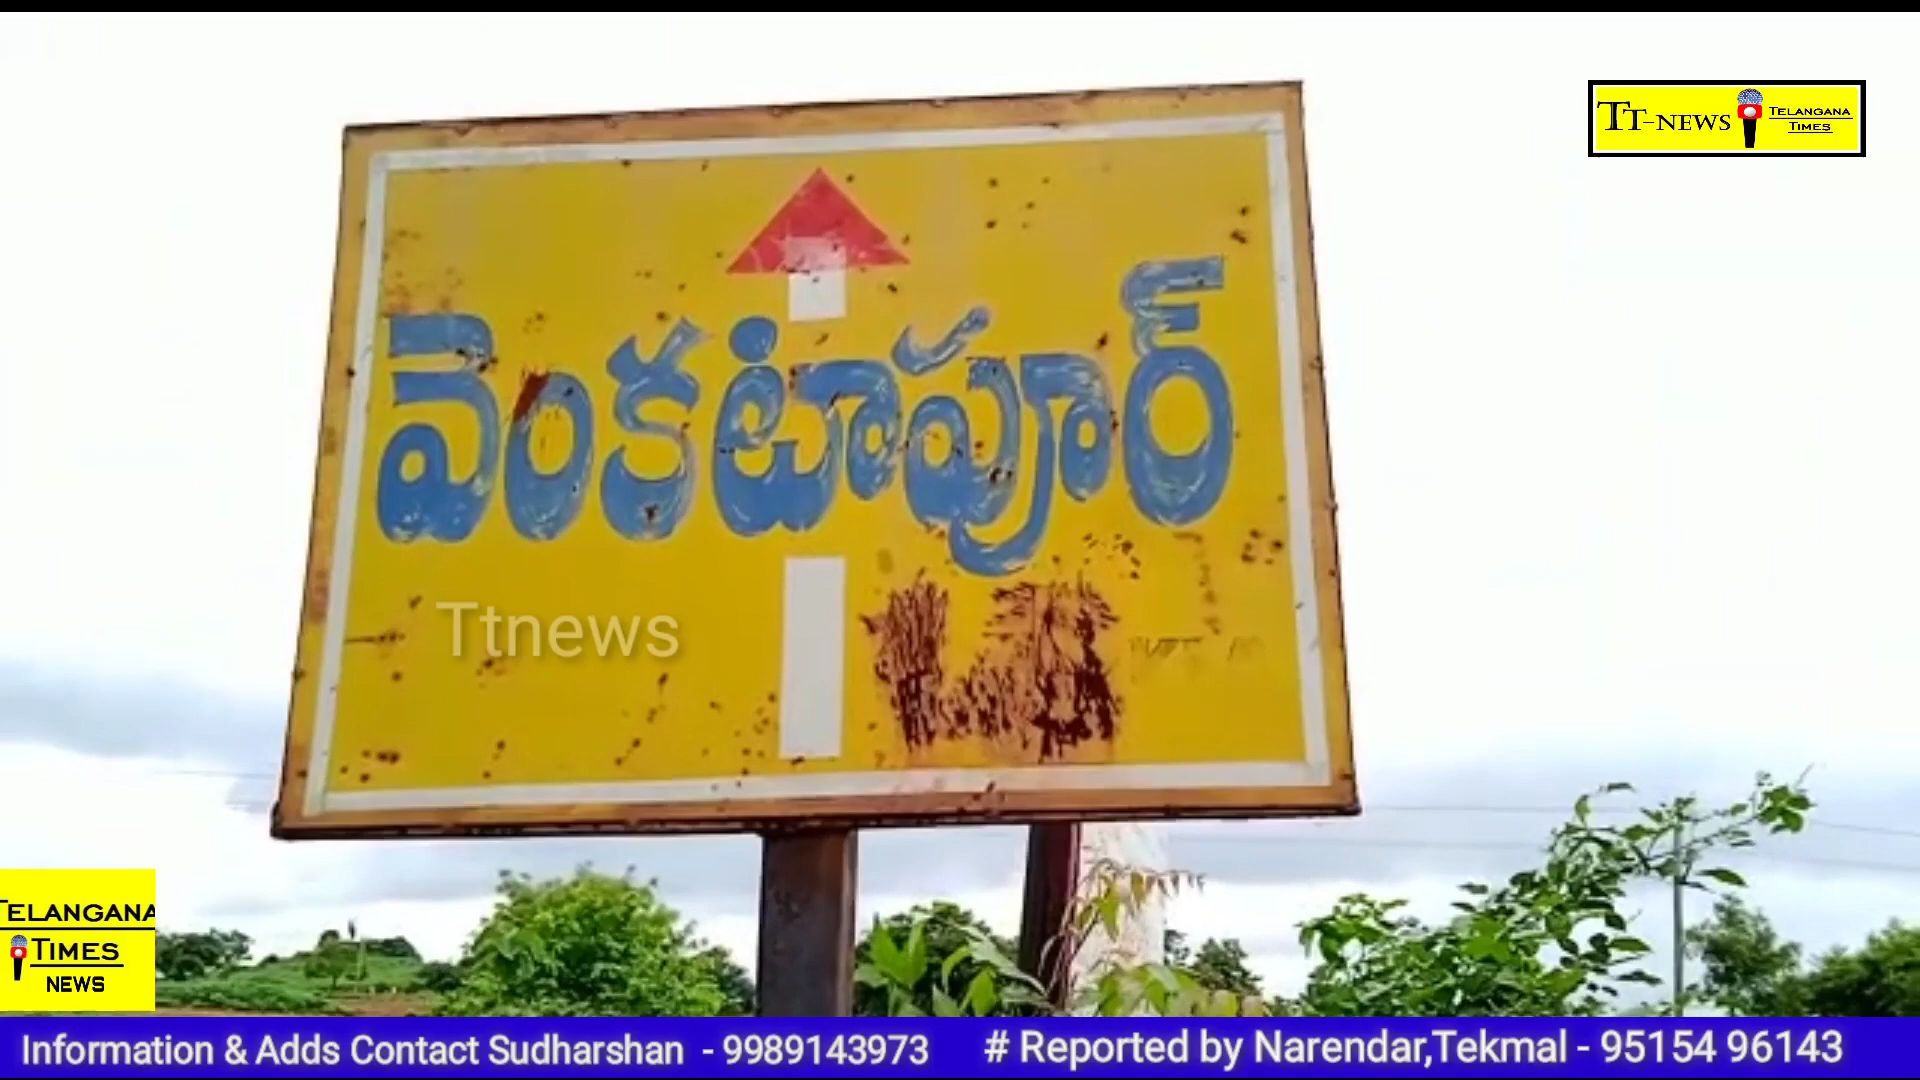 TT-NEWS
TELANGANA
TIMES
వెంకటాపూర్
Ttnews
TELANGANA
TIMES
NEWS
Information & Adds Contact Sudharshan - 9989143973 # Reported by Narendar,Tekmal - 95154 96143